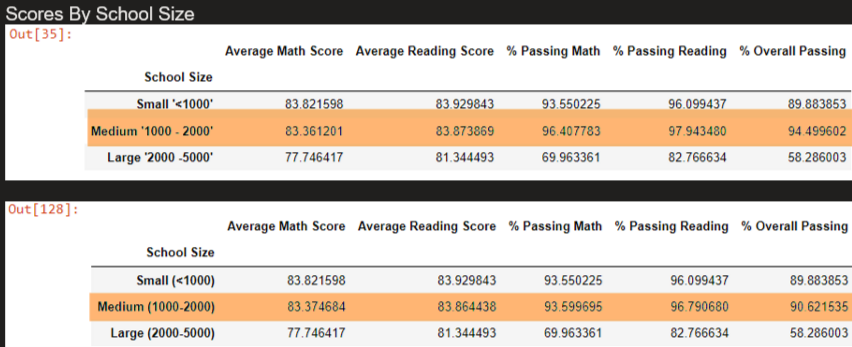 Scores By School Size
Out[35]:
Average Math Score Average Reading Score % Passing Math % Passing Reading % Overall Passing
School Size
Small '<1000' 83.821598 83.929843 93.550225 96.099437 89.883853
Medium '1000 - 2000' 83.361201 83.873869 96.407783 97.943480 94.499602
Large '2000 -5000' 77.746417 81.344493 69.963361 82.766634 58.286003
Out[128]:
Average Math Score Average Reading Score % Passing Math % Passing Reading % Overall Passing
School Size
Small (<1000) 83.821598 83.929843 93.550225 96.099437 89.883853
Medium (1000-2000) 83.374684 83.864438 93.599695 96.790680 90.621535
Large (2000-5000) 77.746417 81.344493 69.963361 82.766634 58.286003